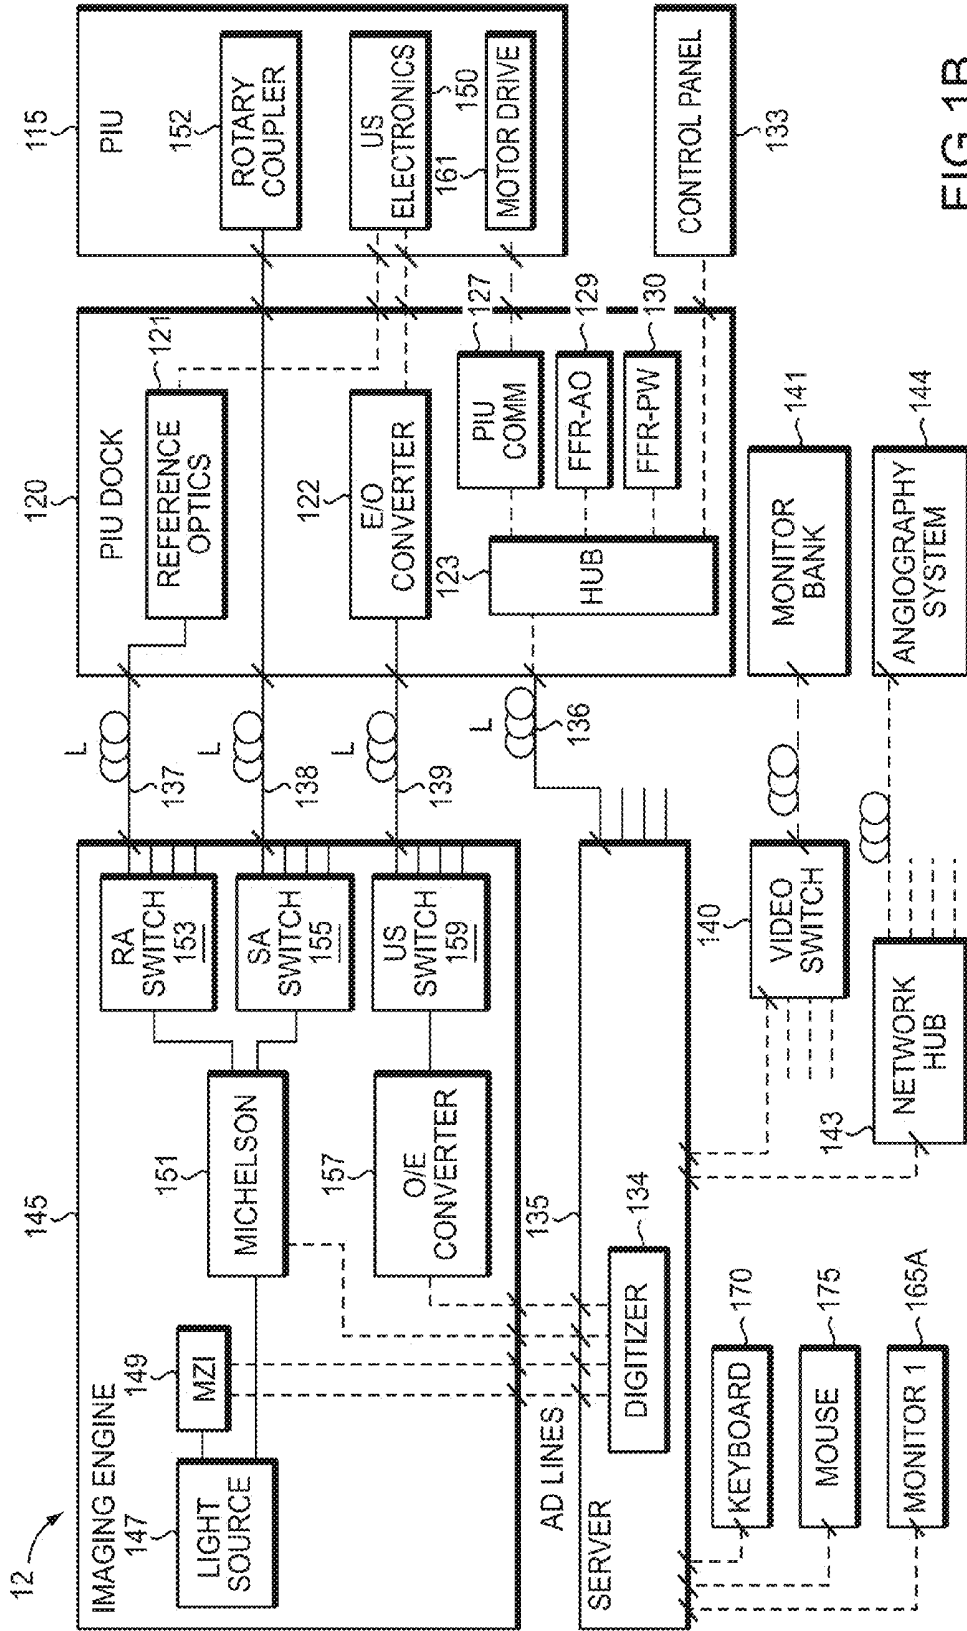 12
IMAGING ENGINE
145
147
LIGHT
SOURCE
149
MZI
151
MICHELSON
157
O/E
CONVERTER
RA
SWITCH
153
SA
SWITCH
155
US
SWITCH
159
L
137
L
138
L
139
L
136
120
PIU DOCK
121
REFERENCE
OPTICS
122
E/O
CONVERTER
123
HUB
127
PIU
COMM
129
FFR-AO
130
FFR-PW
115
PIU
152
ROTARY
COUPLER
US
ELECTRONICS
150
161
MOTOR DRIVE
CONTROL PANEL
133
AD LINES
135
SERVER
134
DIGITIZER
170
KEYBOARD
175
MOUSE
165A
MONITOR 1
140
VIDEO
SWITCH
143
NETWORK
HUB
141
MONITOR
BANK
144
ANGIOGRAPHY
SYSTEM
FIG. 1B